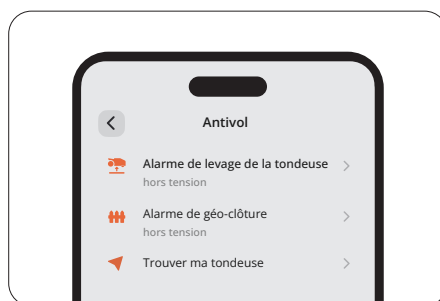 Antivol
Alarme de levage de la tondeuse
hors tension
Alarme de géo-clôture
hors tension
Trouver ma tondeuse